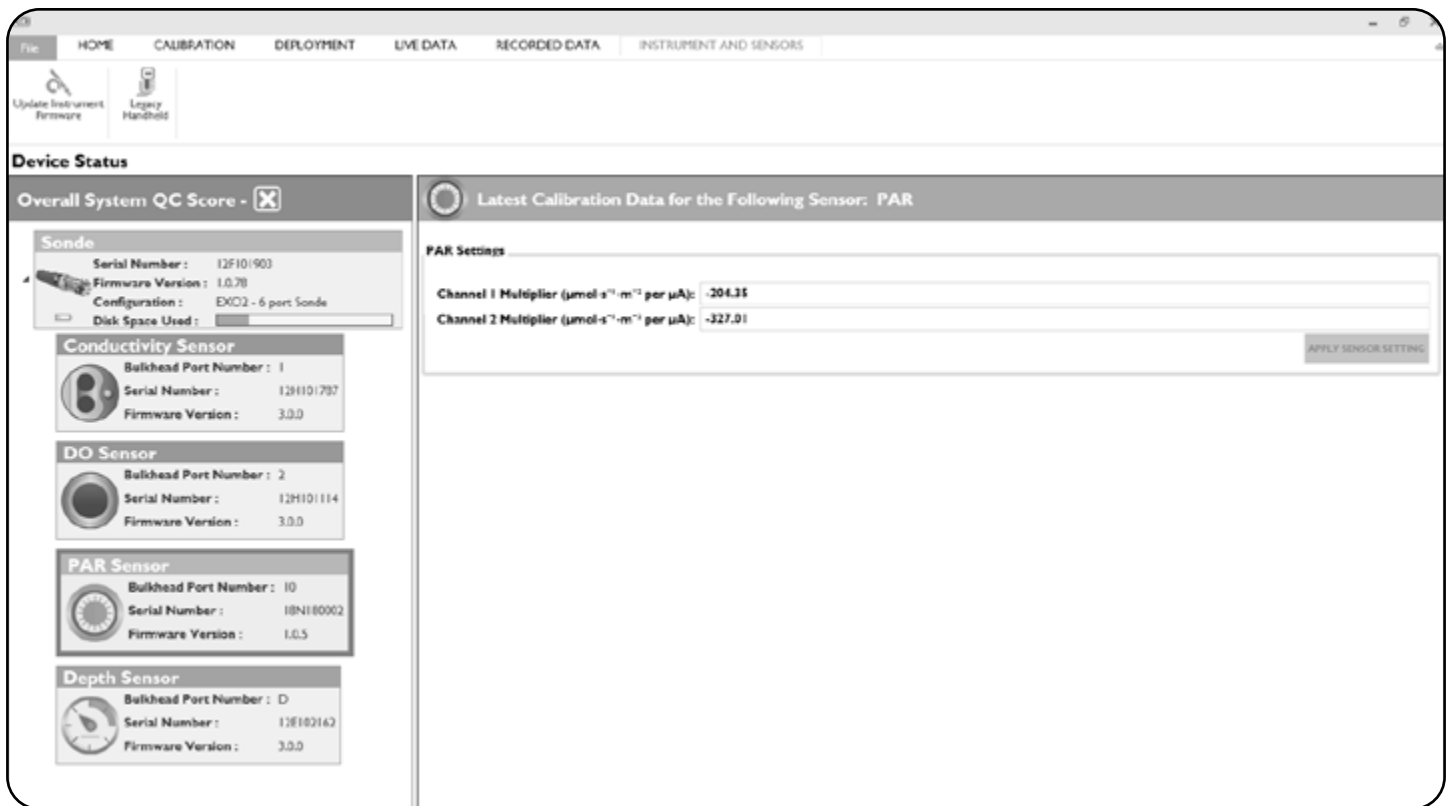 File HOME CALIBRATION DEPLOYMENT LIVE DATA RECORDED DATA INSTRUMENT AND SENSORS
Update Instrument
Firmware
Legacy
Handheld
Device Status
Overall System QC Score -
Sonde
Serial Number : 12F101903
Firmware Version : 1.0.78
Configuration : EXO2 - 6 port Sonde
Disk Space Used :
Conductivity Sensor
Bulkhead Port Number : 1
Serial Number : 12H101787
Firmware Version : 3.0.0
DO Sensor
Bulkhead Port Number : 2
Serial Number : 12H101114
Firmware Version : 3.0.0
PAR Sensor
Bulkhead Port Number : 10
Serial Number : 18N180002
Firmware Version : 1.0.5
Depth Sensor
Bulkhead Port Number : D
Serial Number : 12E102162
Firmware Version : 3.0.0
Latest Calibration Data for the Following Sensor: PAR
PAR Settings
Channel 1 Multiplier (µmol·s⁻¹·m⁻² per µA): -204.35
Channel 2 Multiplier (µmol·s⁻¹·m⁻² per µA): -327.01
APPLY SENSOR SETTING